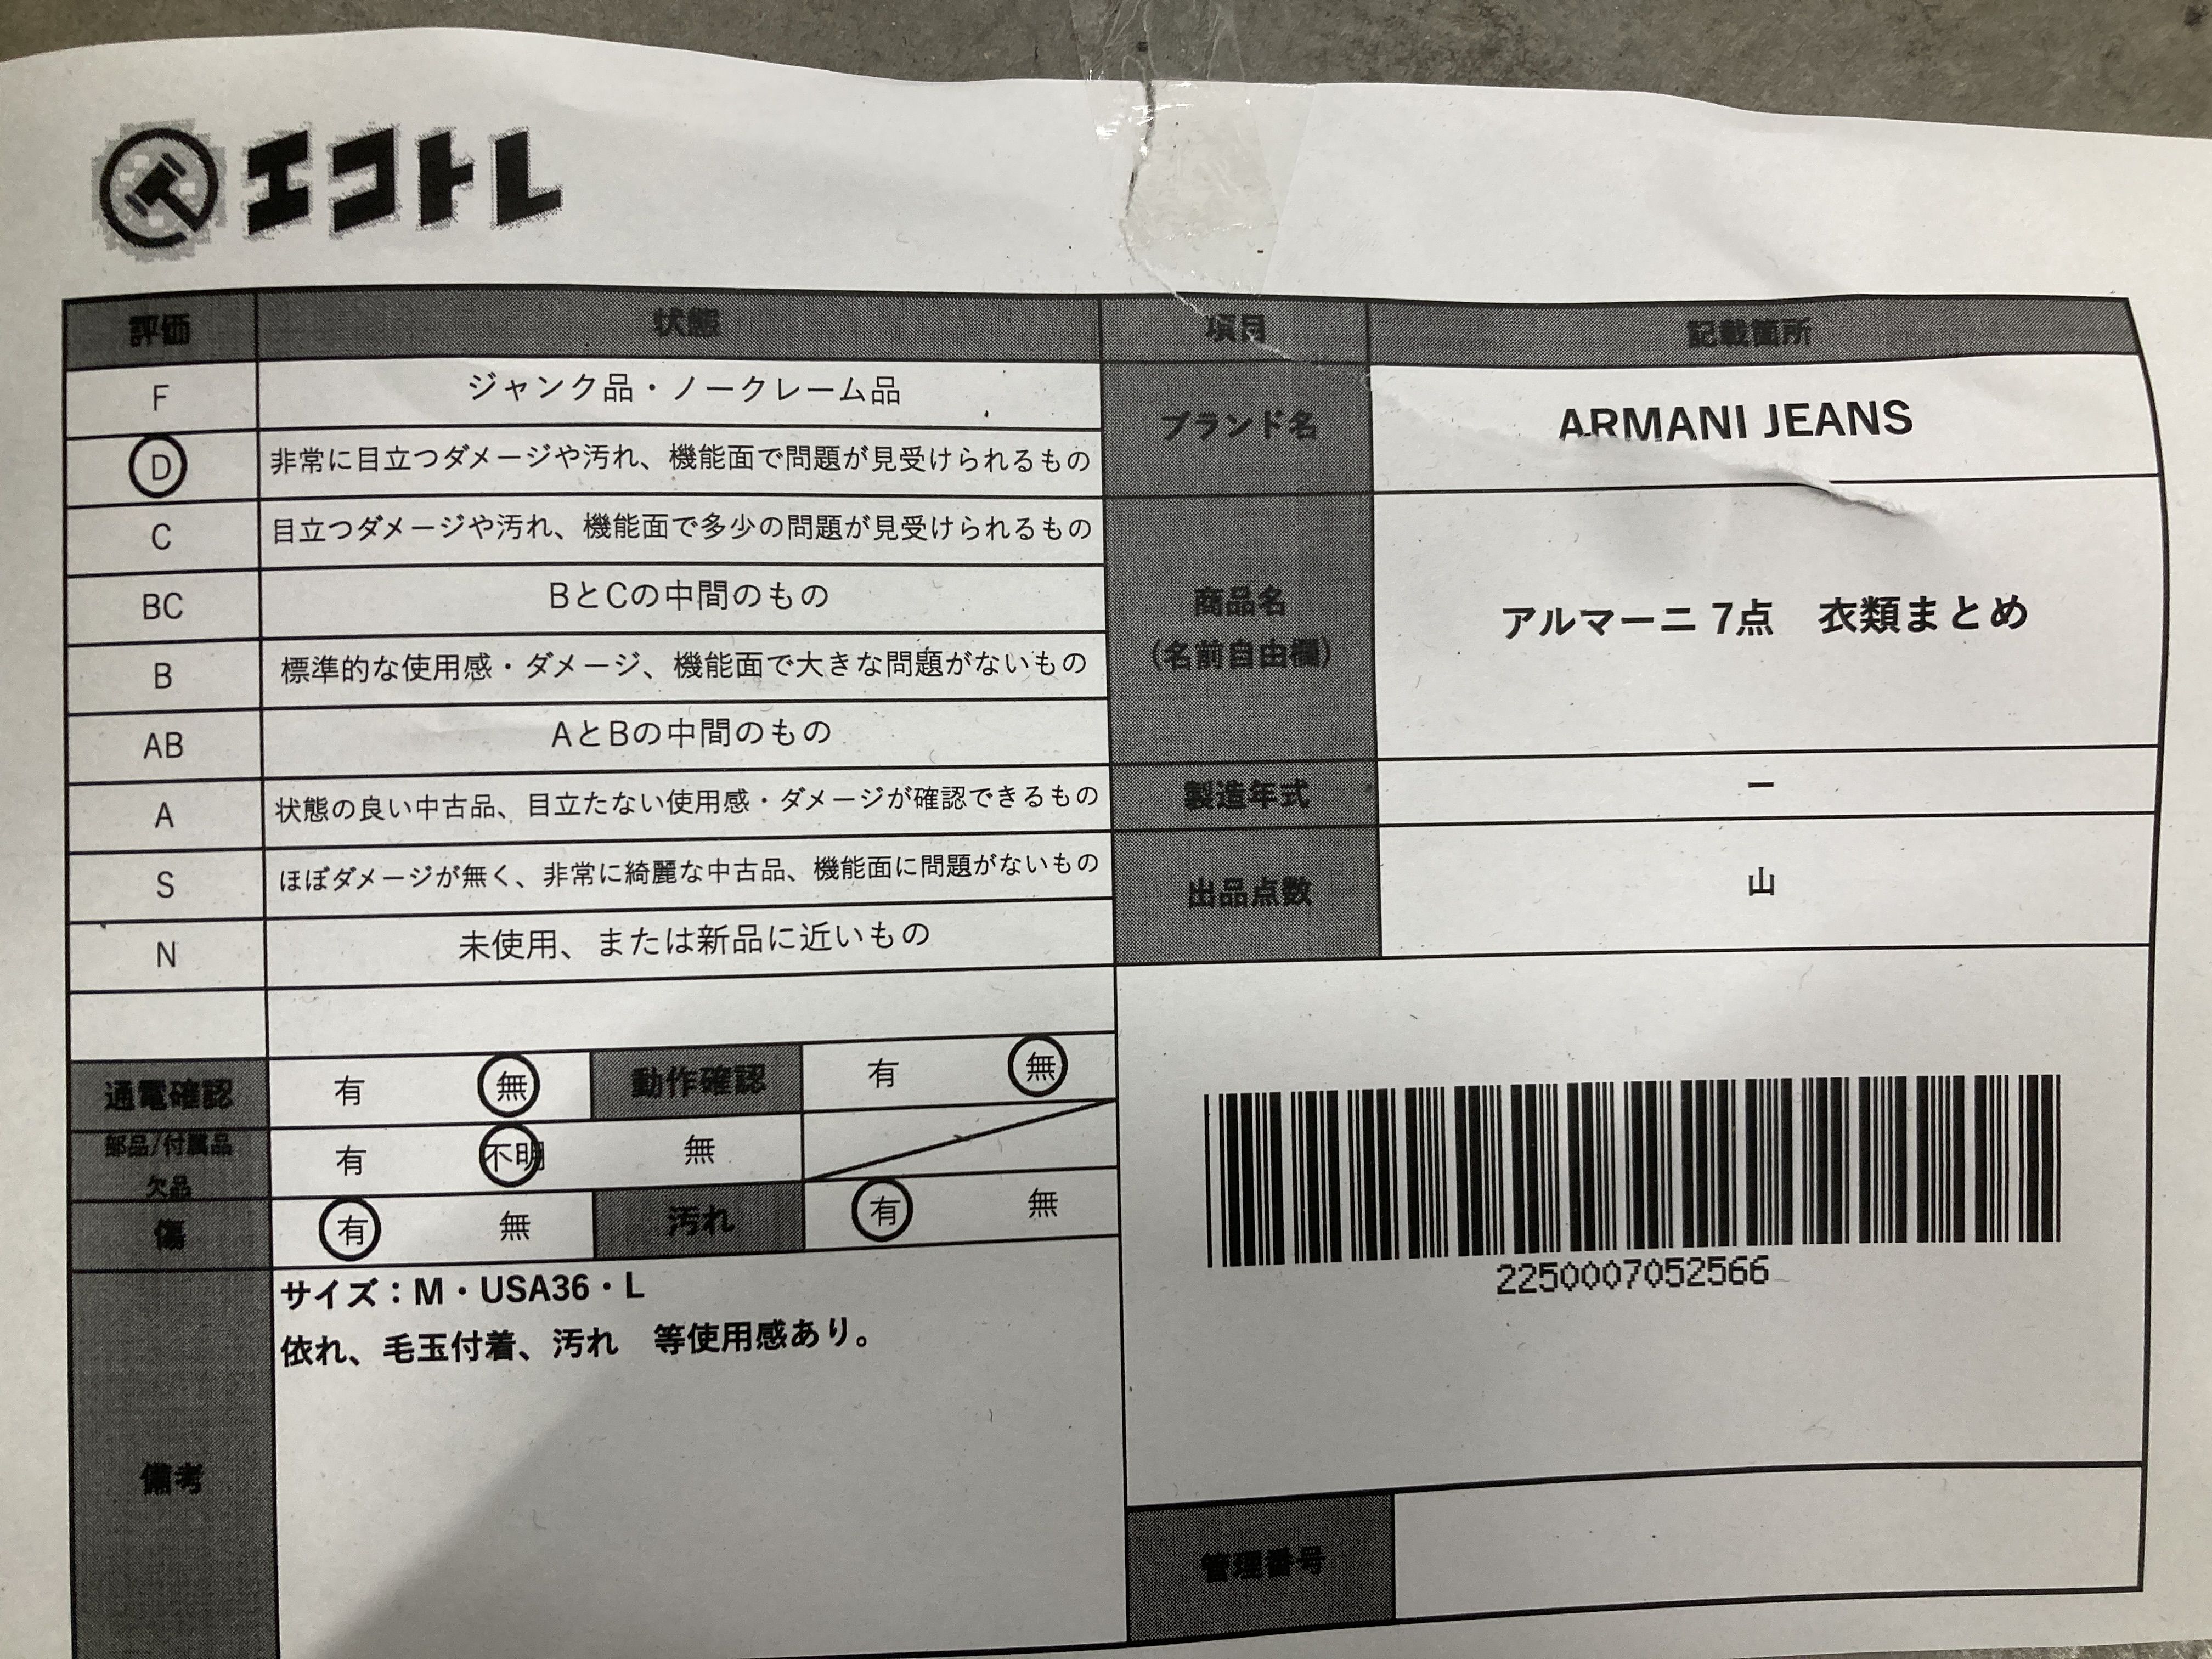 エコトレ
評価 状態 項目 記載箇所
F ジャンク品・ノークレーム品
D 非常に目立つダメージや汚れ、機能面で問題が見受けられるもの
C 目立つダメージや汚れ、機能面で多少の問題が見受けられるもの
BC BとCの中間のもの
B 標準的な使用感・ダメージ、機能面で大きな問題がないもの
AB AとBの中間のもの
A 状態の良い中古品、目立たない使用感・ダメージが確認できるもの
S ほぼダメージが無く、非常に綺麗な中古品、機能面に問題がないもの
N 未使用、または新品に近いもの
ブランド名 ARMANI JEANS
商品名
(名前自由欄)
アルマーニ 7点 衣類まとめ
製造年式 ー
出品点数 山
通電確認 有 無 動作確認 有 無
部品/付属品
欠品
有 不明 無
傷 有 無 汚れ 有 無
備考
サイズ：M・USA36・L
依れ、毛玉付着、汚れ 等使用感あり。
2250007052566
管理番号